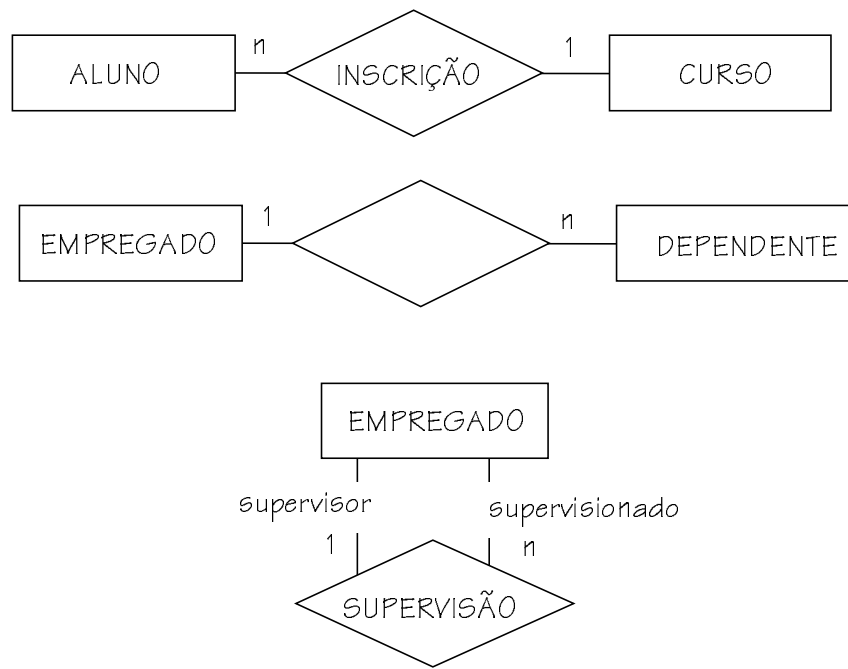 n
1
ALUNO
INSCRIÇÃO
CURSO
1
n
EMPREGADO
DEPENDENTE
EMPREGADO
supervisor
supervisionado
1
n
SUPERVISÃO